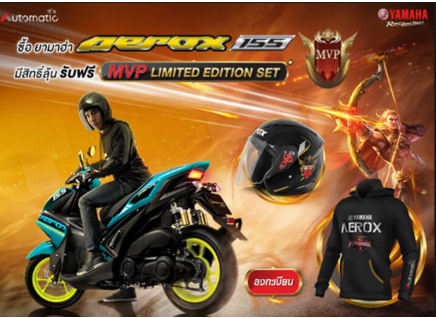 Automatic
YAMAHA
ซื้อ ยามาฮ่า AEROX 155
MVP
มีสิทธิ์ลุ้น รับฟรี MVP LIMITED EDITION SET
YAMAHA
AEROX
ลงทะเบียน